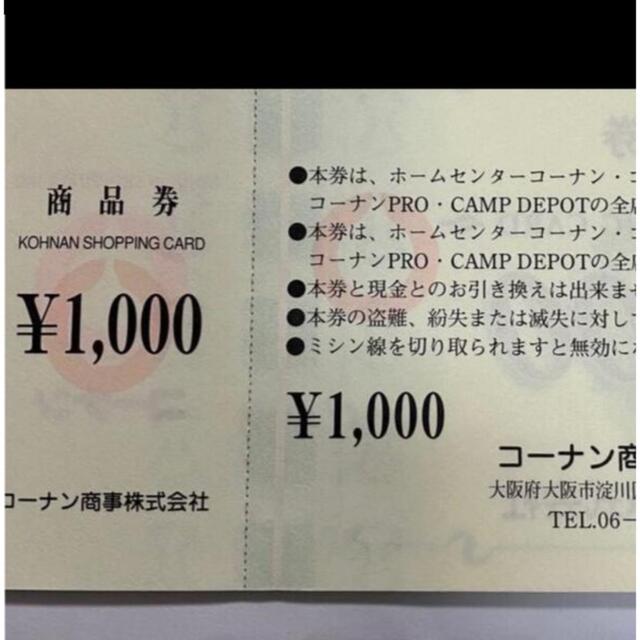 商品券
KOHNAN SHOPPING CARD
¥1,000
コーナン商事株式会社
●本券は、ホームセンターコーナン・コ
コーナンPRO・CAMP DEPOTの全店
●本券は、ホームセンターコーナン・コ
コーナンPRO・CAMP DEPOTの全店
●本券と現金とのお引き換えは出来ませ
●本券の盗難、紛失または滅失に対して
●ミシン線を切り取られますと無効に
¥1,000
コーナン商
大阪府大阪市淀川区
TEL.06-